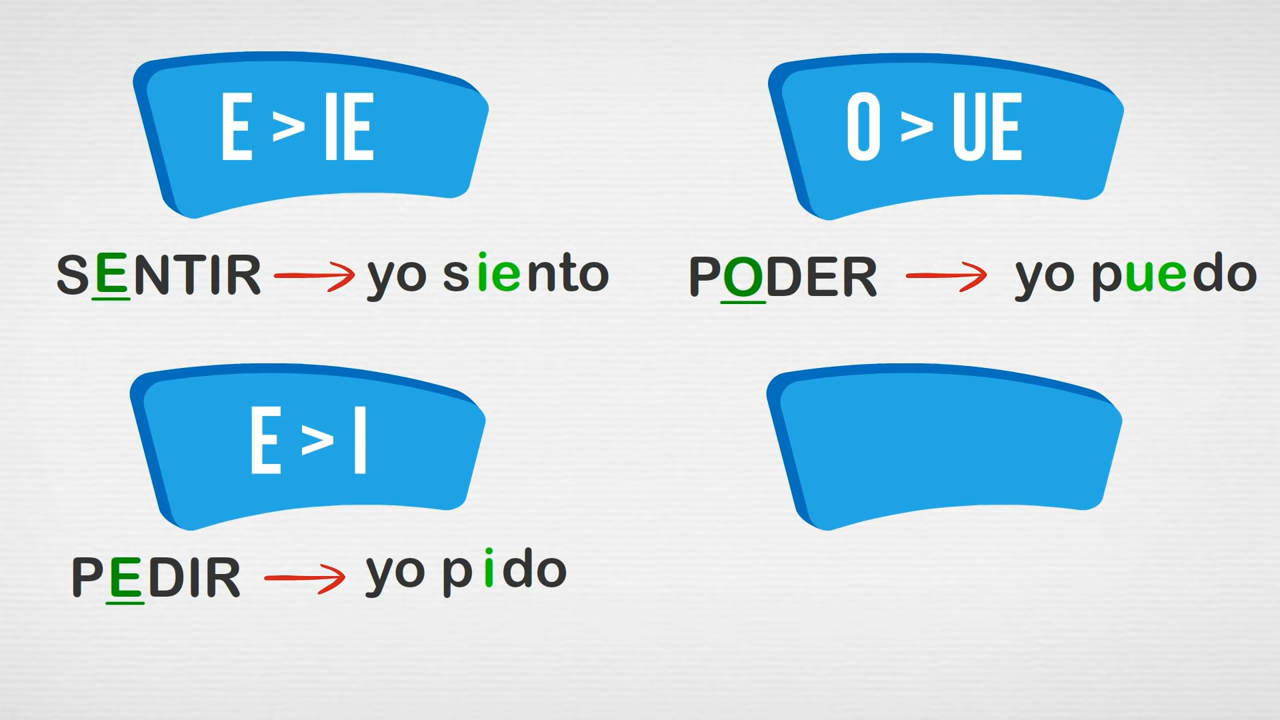 E > IE
O > UE
SENTIR → yo siento
PODER → yo puedo
E > I
PEDIR → yo pido